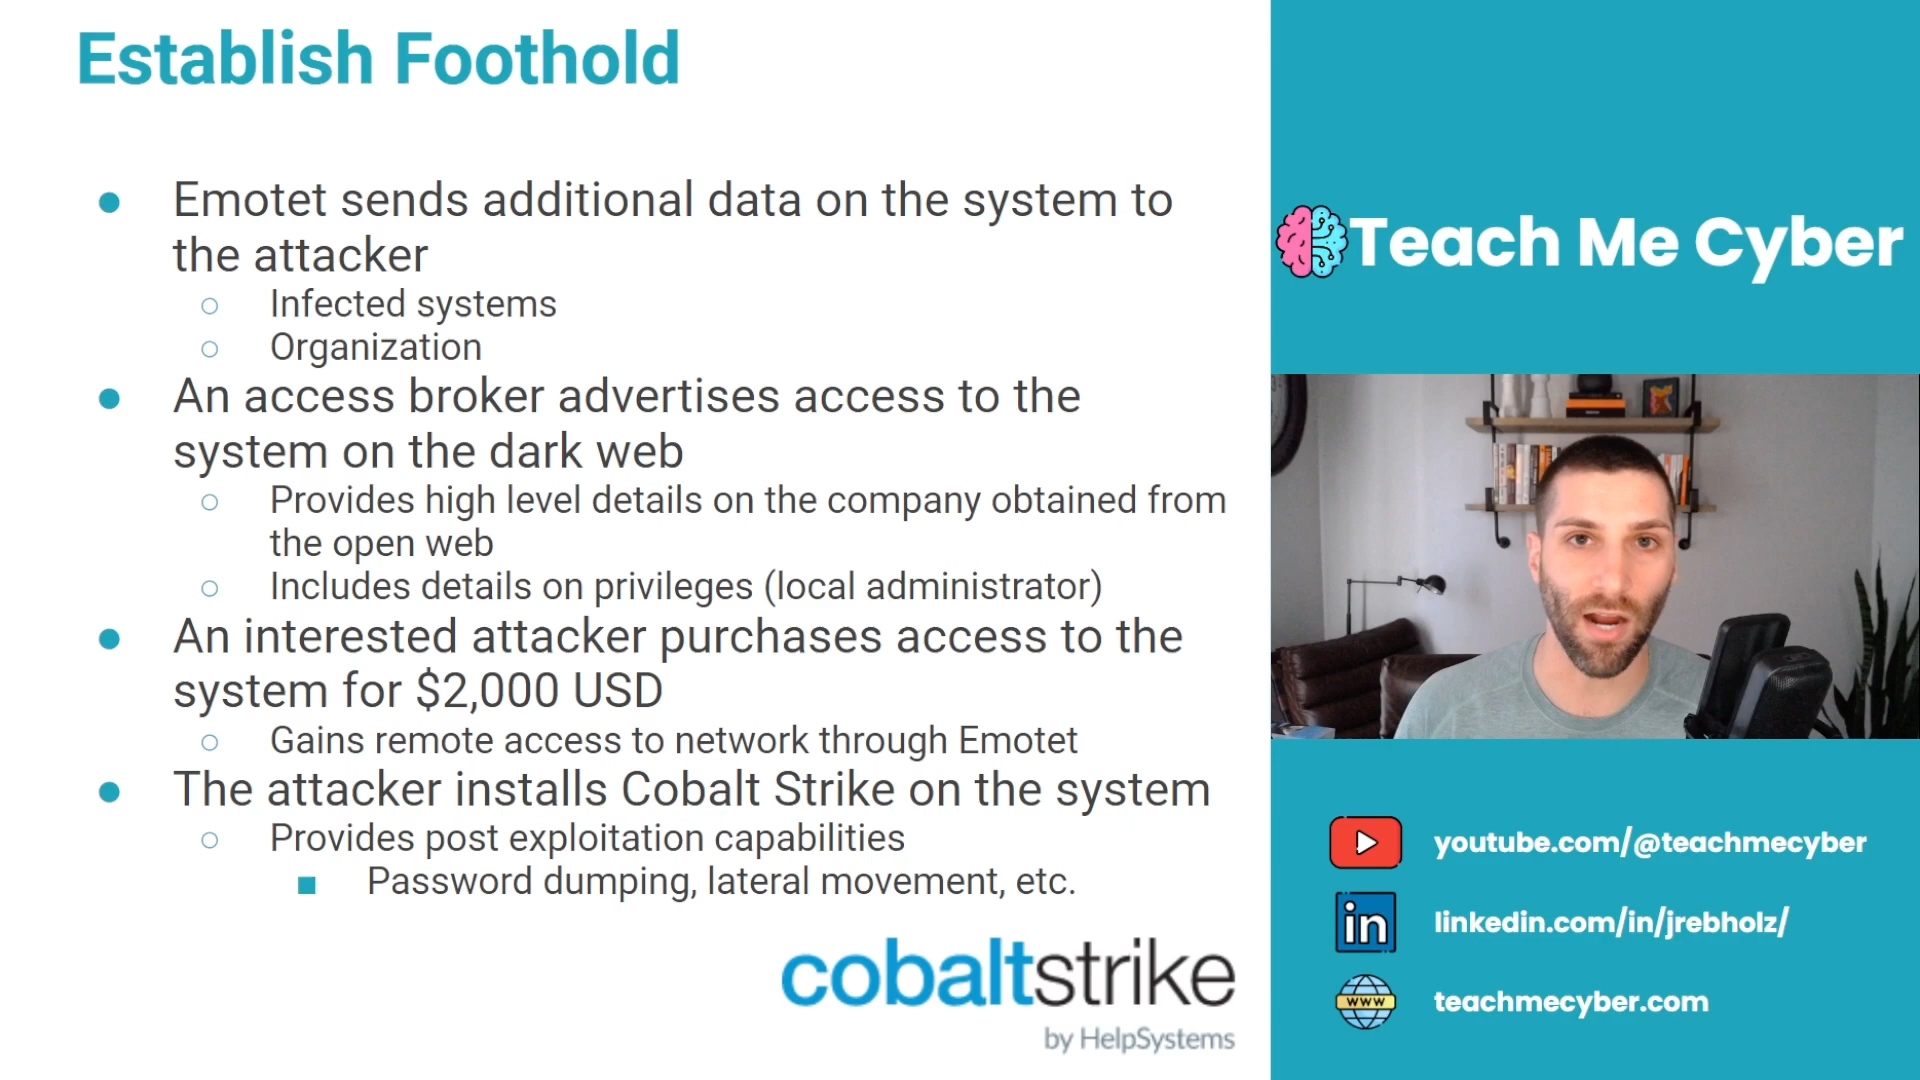 Establish Foothold
Emotet sends additional data on the system to
the attacker
Infected systems
Organization
An access broker advertises access to the
system on the dark web
Provides high level details on the company obtained from
the open web
Includes details on privileges (local administrator)
An interested attacker purchases access to the
system for $2,000 USD
Gains remote access to network through Emotet
The attacker installs Cobalt Strike on the system
Provides post exploitation capabilities
Password dumping, lateral movement, etc.
cobaltstrike
by HelpSystems
Teach Me Cyber
youtube.com/@teachmecyber
in
linkedin.com/in/jrebholz/
WWW
teachmecyber.com